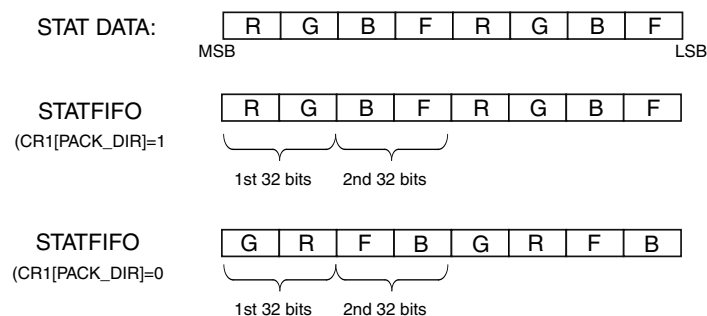 STAT DATA: R G B F R G B F
MSB LSB
STATFIFO R G B F R G B F
(CR1[PACK_DIR]=1
1st 32 bits 2nd 32 bits
STATFIFO G R F B G R F B
(CR1[PACK_DIR]=0
1st 32 bits 2nd 32 bits